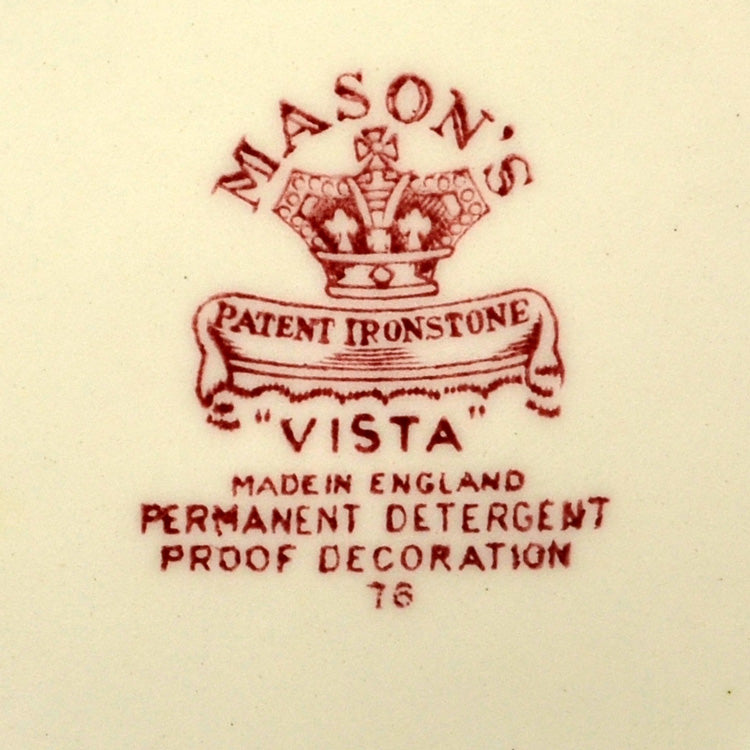 MASON'S
PATENT IRONSTONE
"VISTA"
MADE IN ENGLAND
PERMANENT DETERGENT
PROOF DECORATION
76